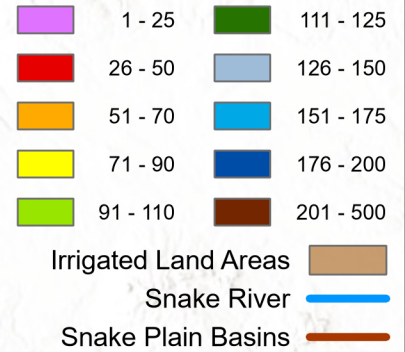 1 - 25 111 - 125
26 - 50 126 - 150
51 - 70 151 - 175
71 - 90 176 - 200
91 - 110 201 - 500
Irrigated Land Areas
Snake River
Snake Plain Basins